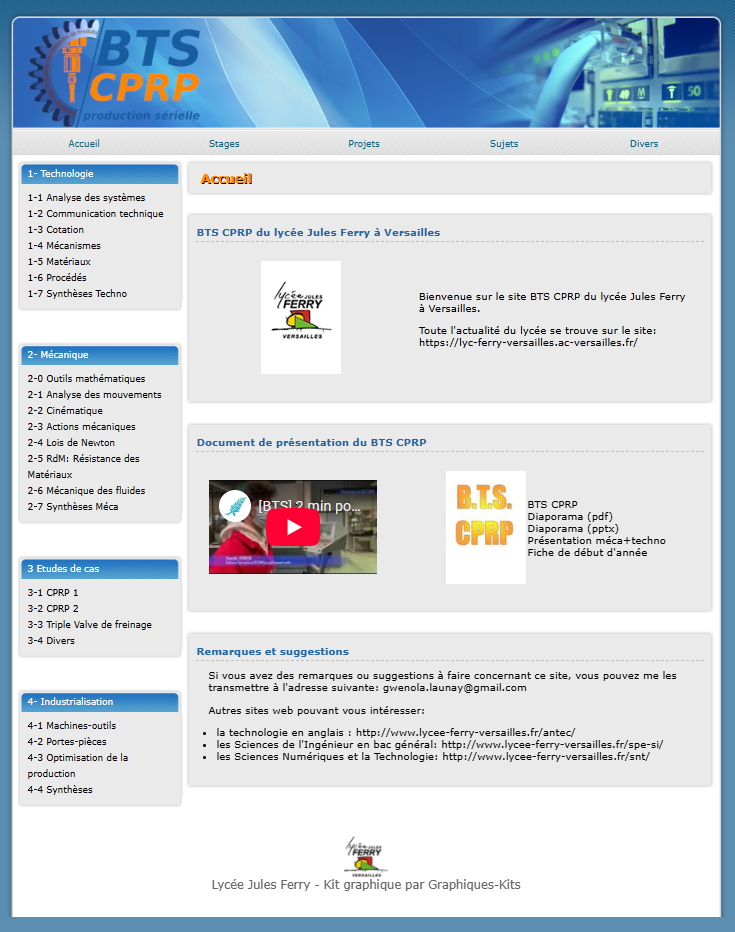 BTS
CPRP
production sérielle
Accueil
Stages
Projets
Sujets
Divers
1- Technologie
1-1 Analyse des systèmes
1-2 Communication technique
1-3 Cotation
1-4 Mécanismes
1-5 Matériaux
1-6 Procédés
1-7 Synthèses Techno
2- Mécanique
2-0 Outils mathématiques
2-1 Analyse des mouvements
2-2 Cinématique
2-3 Actions mécaniques
2-4 Lois de Newton
2-5 RdM: Résistance des
Matériaux
2-6 Mécanique des fluides
2-7 Synthèses Méca
3 Etudes de cas
3-1 CPRP 1
3-2 CPRP 2
3-3 Triple Valve de freinage
3-4 Divers
4- Industrialisation
4-1 Machines-outils
4-2 Portes-pièces
4-3 Optimisation de la
production
4-4 Synthèses
Accueil
BTS CPRP du lycée Jules Ferry à Versailles
lycée JULES
FERRY
VERSAILLES
Bienvenue sur le site BTS CPRP du lycée Jules Ferry
à Versailles.
Toute l'actualité du lycée se trouve sur le site:
https://lyc-ferry-versailles.ac-versailles.fr/
Document de présentation du BTS CPRP
[BTS] 2 min po...
B.T.S.
CPRP
BTS CPRP
Diaporama (pdf)
Diaporama (pptx)
Présentation méca+techno
Fiche de début d'année
Remarques et suggestions
Si vous avez des remarques ou suggestions à faire concernant ce site, vous pouvez me les
transmettre à l'adresse suivante: gwenola.launay@gmail.com
Autres sites web pouvant vous intéresser:
la technologie en anglais : http://www.lycee-ferry-versailles.fr/antec/
les Sciences de l'Ingénieur en bac général: http://www.lycee-ferry-versailles.fr/spe-si/
les Sciences Numériques et la Technologie: http://www.lycee-ferry-versailles.fr/snt/
lycée JULES
FERRY
VERSAILLES
Lycée Jules Ferry - Kit graphique par Graphiques-Kits